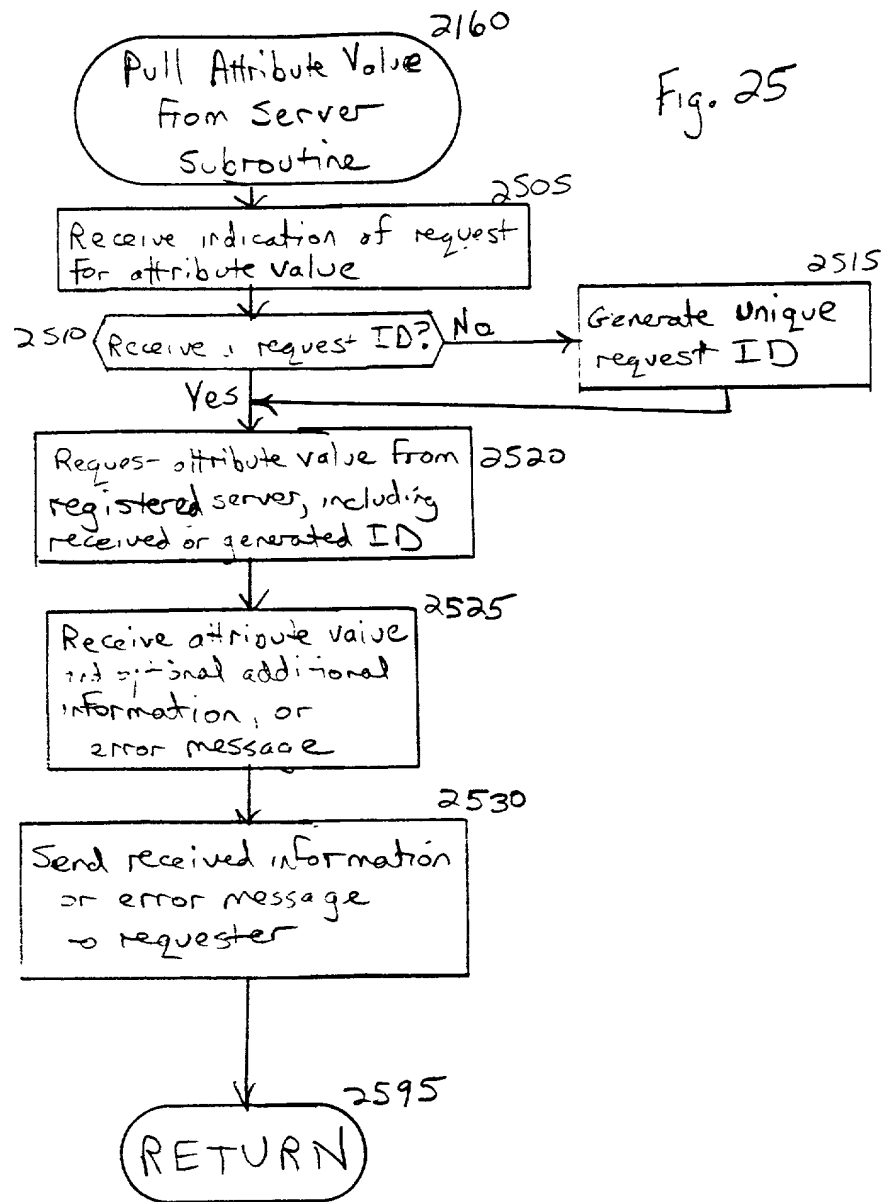 2160
Pull Attribute Value
From Server
Subroutine
Fig. 25
2505
Receive indication of request
for attribute value
2510
Receive request ID?
No
2515
Generate unique
request ID
Yes
2520
Request attribute value from
registered server, including
received or generated ID
2525
Receive attribute value
and optional additional
information, or
error message
2530
Send received information
or error message
to requester
2595
RETURN